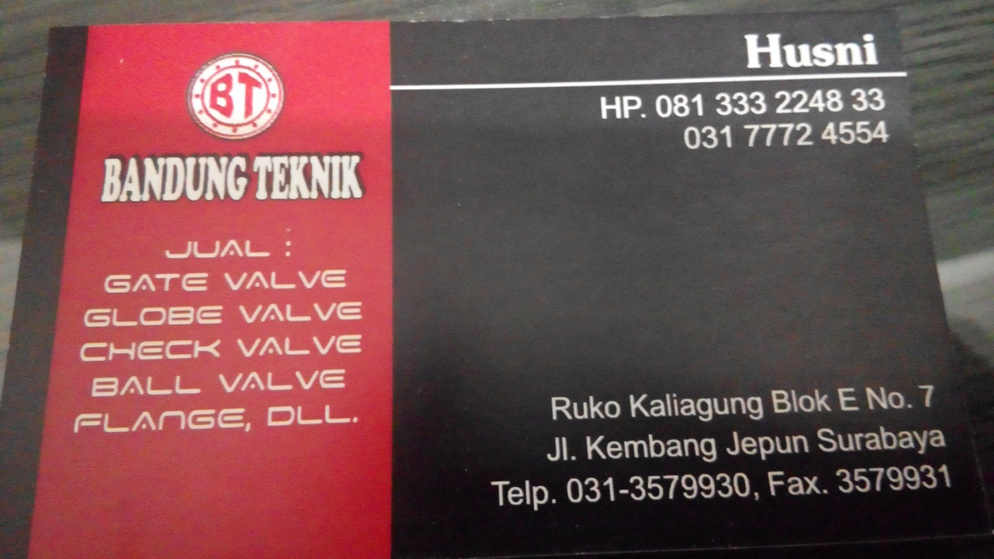 BT
BANDUNG TEKNIK
JUAL :
GATE VALVE
GLOBE VALVE
CHECK VALVE
BALL VALVE
FLANGE, DLL.
Husni
HP. 081 333 2248 33
031 7772 4554
Ruko Kaliagung Blok E No. 7
Jl. Kembang Jepun Surabaya
Telp. 031-3579930, Fax. 3579931